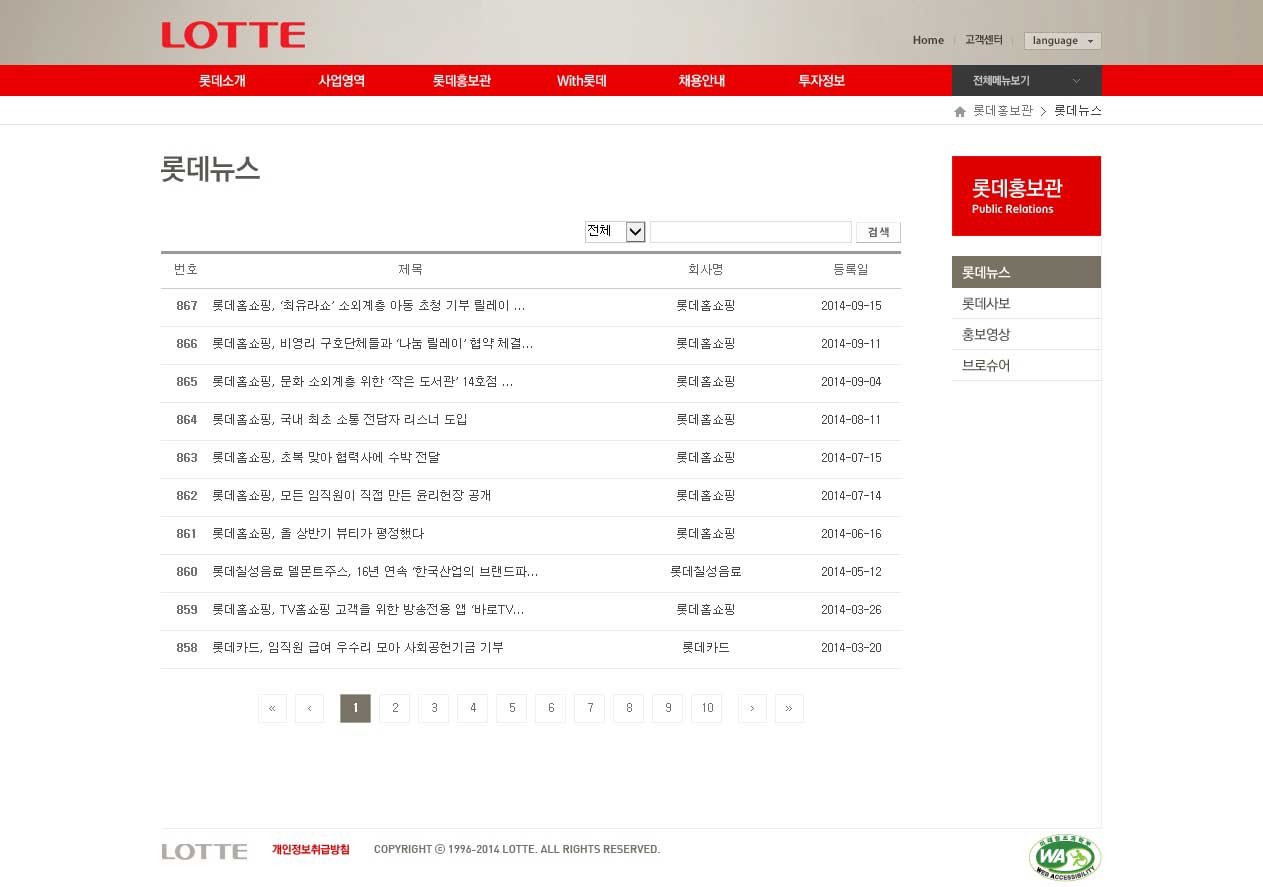 LOTTE
Home 고객센터 language
롯데소개 사업영역 롯데홍보관 With롯데 채용안내 투자정보 전체메뉴보기
롯데홍보관 > 롯데뉴스
롯데뉴스
롯데홍보관
Public Relations
전체 검색
롯데뉴스
롯데사보
홍보영상
브로슈어
번호 제목 회사명 등록일
867 롯데홈쇼핑, ‘최유라쇼’ 소외계층 아동 초청 기부 릴레이 ... 롯데홈쇼핑 2014-09-15
866 롯데홈쇼핑, 비영리 구호단체들과 ‘나눔 릴레이’ 협약 체결... 롯데홈쇼핑 2014-09-11
865 롯데홈쇼핑, 문화 소외계층 위한 ‘작은 도서관’ 14호점 ... 롯데홈쇼핑 2014-09-04
864 롯데홈쇼핑, 국내 최초 소통 전담자 리스너 도입 롯데홈쇼핑 2014-08-11
863 롯데홈쇼핑, 초복 맞아 협력사에 수박 전달 롯데홈쇼핑 2014-07-15
862 롯데홈쇼핑, 모든 임직원이 직접 만든 윤리헌장 공개 롯데홈쇼핑 2014-07-14
861 롯데홈쇼핑, 올 상반기 뷰티가 평정했다 롯데홈쇼핑 2014-06-16
860 롯데칠성음료 델몬트주스, 16년 연속 ‘한국산업의 브랜드파... 롯데칠성음료 2014-05-12
859 롯데홈쇼핑, TV홈쇼핑 고객을 위한 방송전용 앱 ‘바로TV... 롯데홈쇼핑 2014-03-26
858 롯데카드, 임직원 급여 우수리 모아 사회공헌기금 기부 롯데카드 2014-03-20
« ‹ 1 2 3 4 5 6 7 8 9 10 › »
LOTTE 개인정보취급방침 COPYRIGHT ⓒ 1996-2014 LOTTE. ALL RIGHTS RESERVED.
미래창조과학부
WA
WEB ACCESSIBILITY